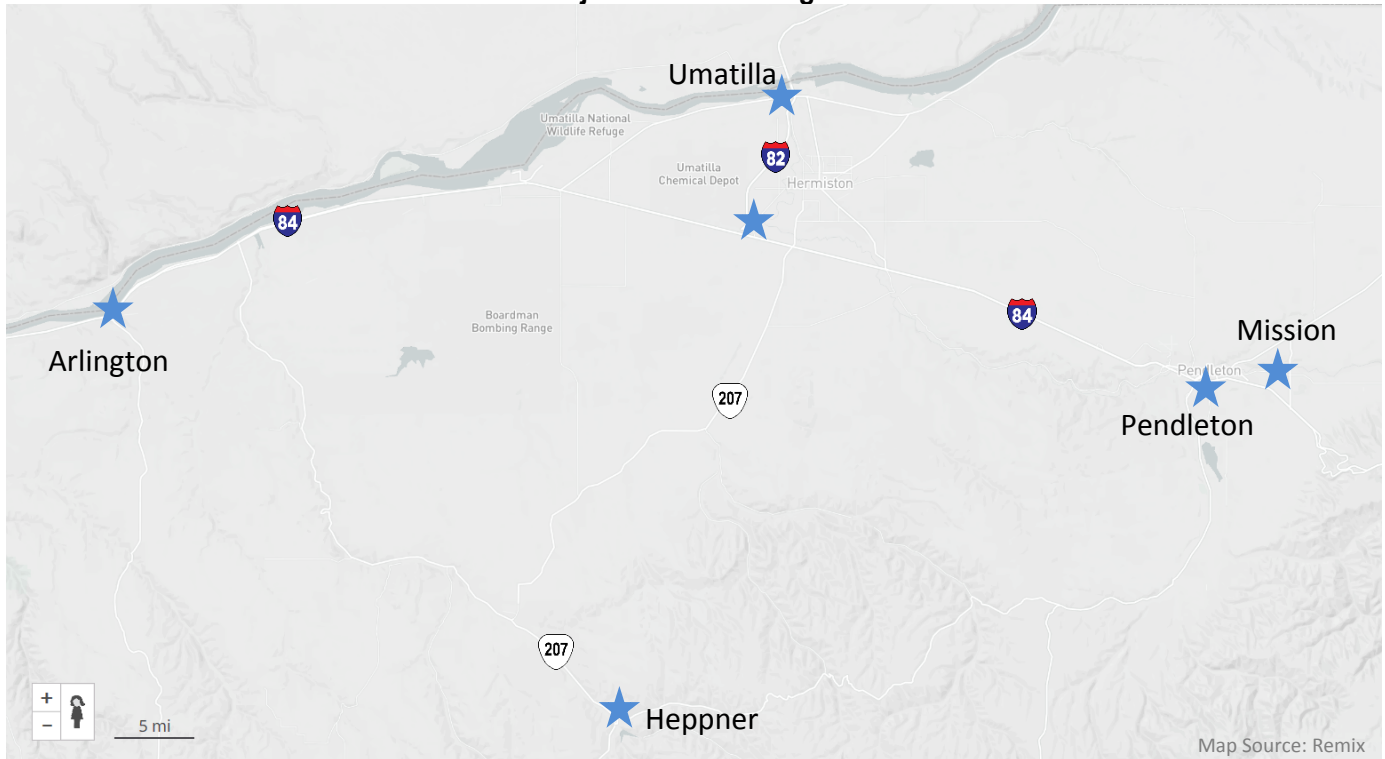 Umatilla
Umatilla National
Wildlife Refuge
82
Umatilla
Chemical Depot
Hermiston
84
Boardman
Bombing Range
84
Mission
Arlington
Pendleton
207
Pendleton
207
Heppner
+
−
5 mi
Map Source: Remix